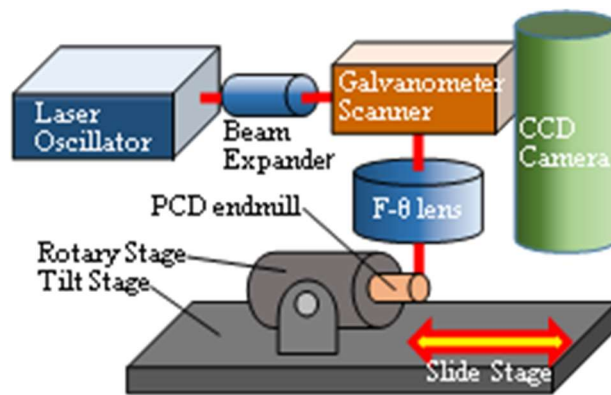 Laser
Oscillator
Beam
Expander
Galvanometer
Scanner
CCD
Camera
F-θ lens
PCD endmill
Rotary Stage
Tilt Stage
Slide Stage